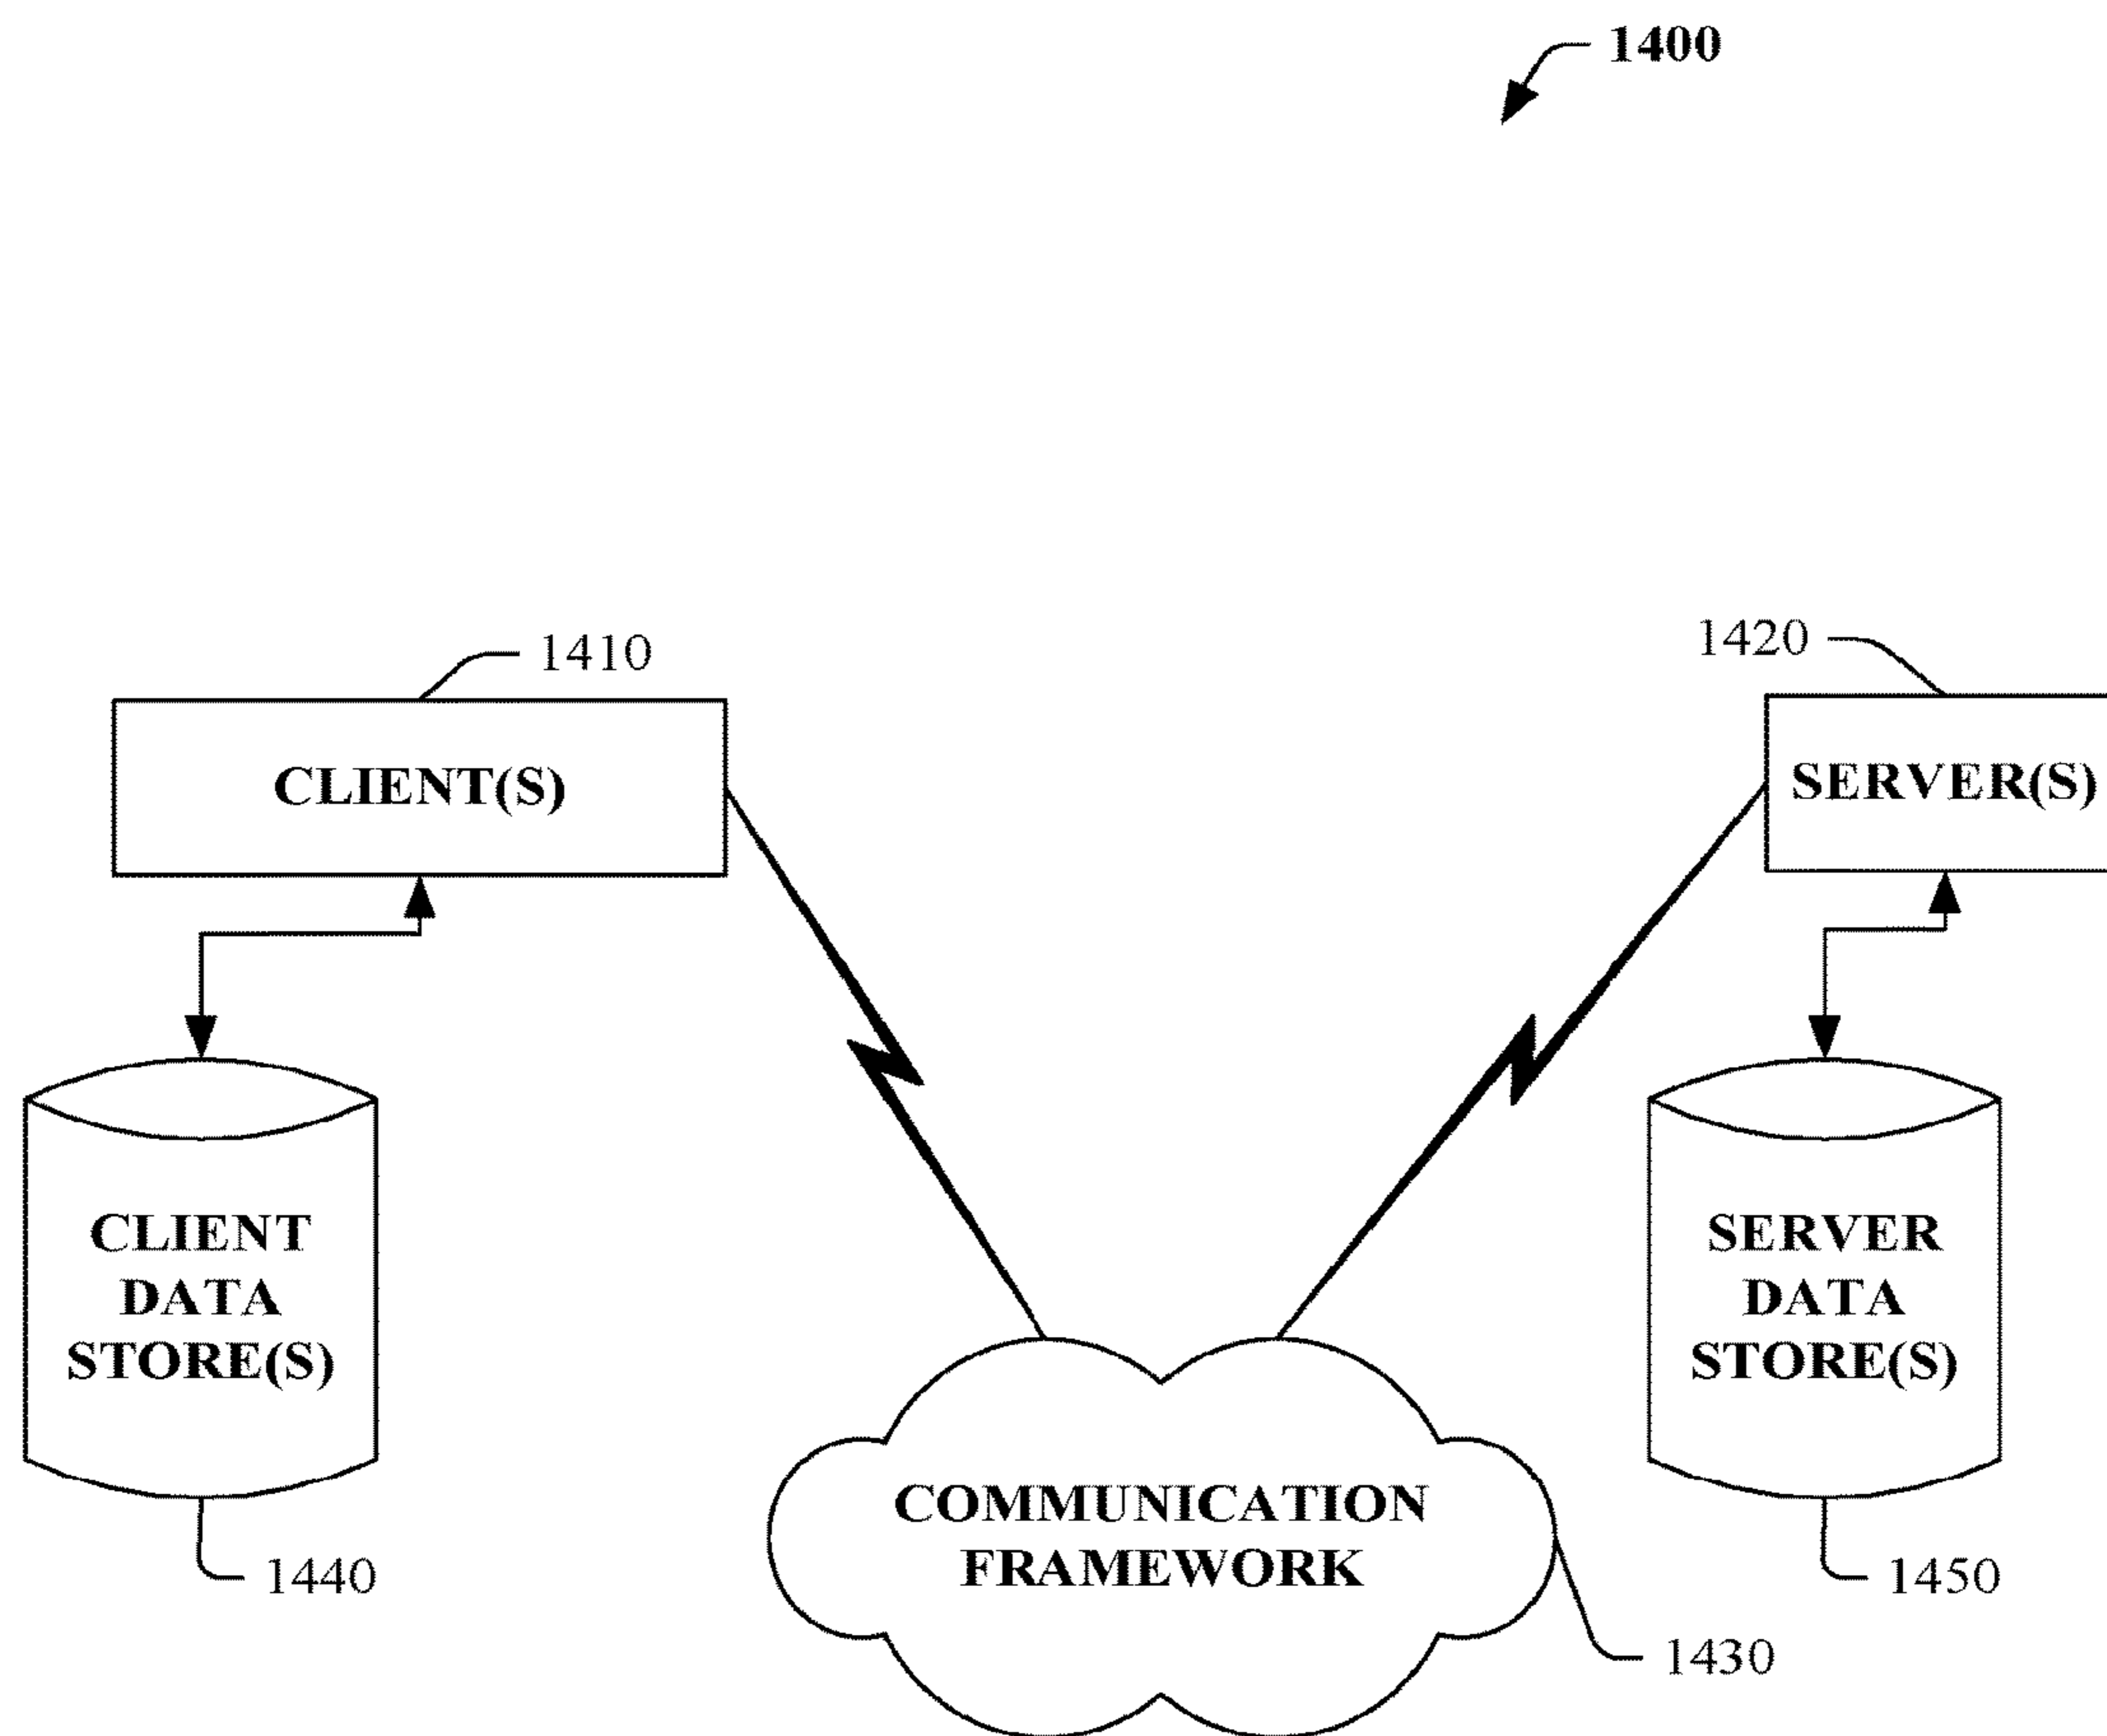 1400
1410
1420
CLIENT(S)
SERVER(S)
CLIENT
DATA
STORE(S)
SERVER
DATA
STORE(S)
COMMUNICATION
FRAMEWORK
1440
1450
1430